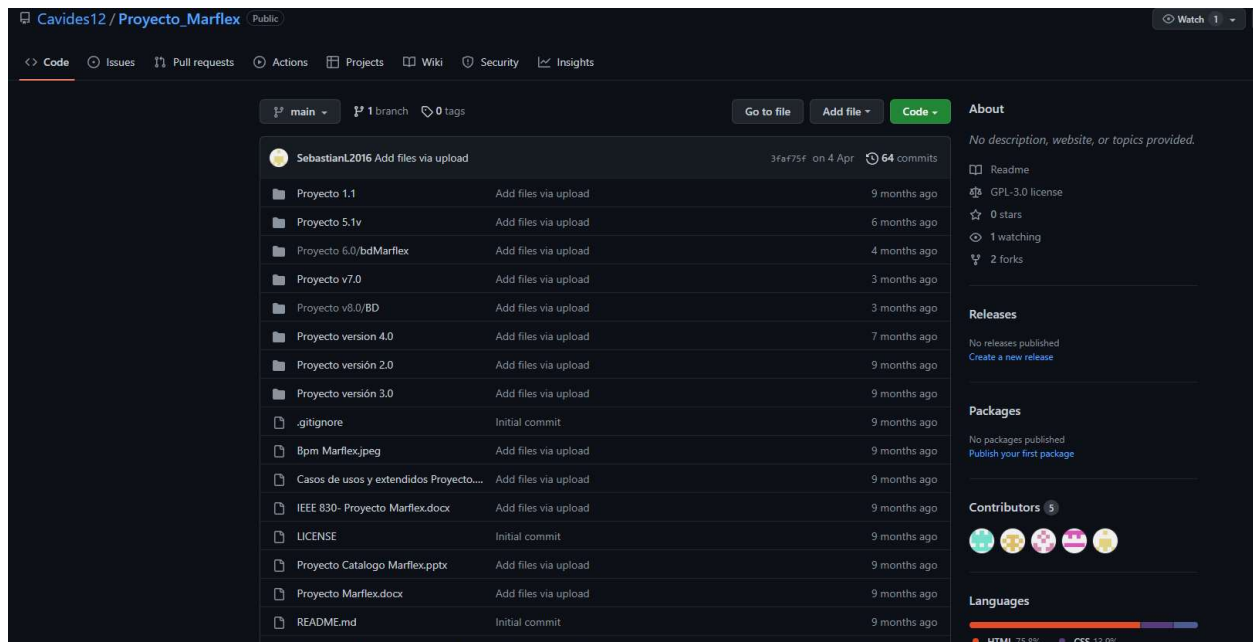 Cavides12 / Proyecto_Marflex Public
Watch 1
Code Issues Pull requests Actions Projects Wiki Security Insights
main 1 branch 0 tags Go to file Add file Code
SebastianL2016 Add files via upload 3faf75f on 4 Apr 64 commits
Proyecto 1.1 Add files via upload 9 months ago
Proyecto 5.1v Add files via upload 6 months ago
Proyecto 6.0/bdMarflex Add files via upload 4 months ago
Proyecto v7.0 Add files via upload 3 months ago
Proyecto v8.0/BD Add files via upload 3 months ago
Proyecto version 4.0 Add files via upload 7 months ago
Proyecto versión 2.0 Add files via upload 9 months ago
Proyecto versión 3.0 Add files via upload 9 months ago
.gitignore Initial commit 9 months ago
Bpm Marflex.jpeg Add files via upload 9 months ago
Casos de usos y extendidos Proyecto.... Add files via upload 9 months ago
IEEE 830- Proyecto Marflex.docx Add files via upload 9 months ago
LICENSE Initial commit 9 months ago
Proyecto Catalogo Marflex.pptx Add files via upload 9 months ago
Proyecto Marflex.docx Add files via upload 9 months ago
README.md Initial commit 9 months ago
About
No description, website, or topics provided.
Readme
GPL-3.0 license
0 stars
1 watching
2 forks
Releases
No releases published
Create a new release
Packages
No packages published
Publish your first package
Contributors 5
Languages
HTML 75.8% CSS 13.9%